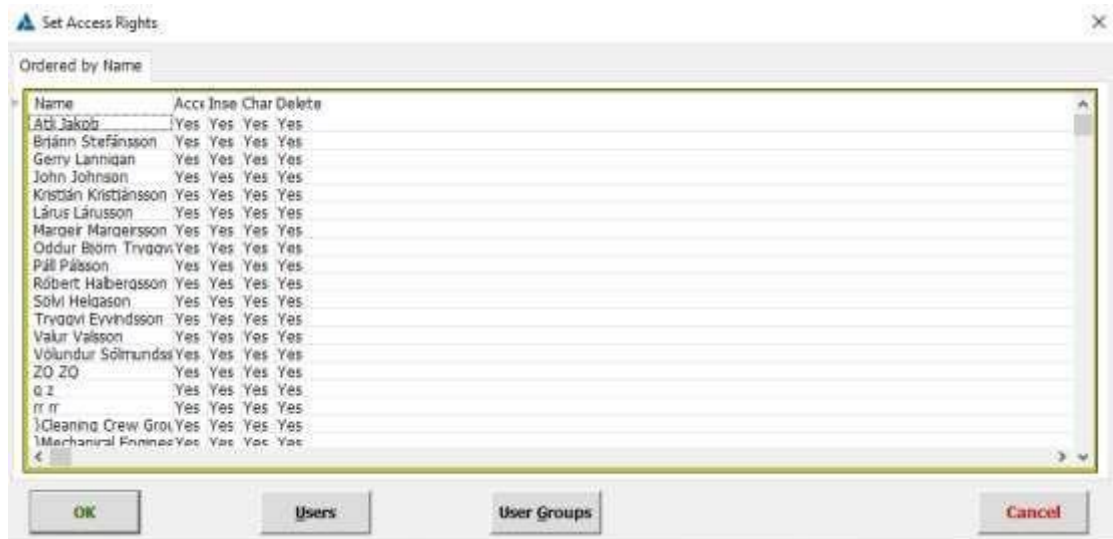 Set Access Rights
Ordered by Name
Name Acce Inse Char Delete
Atli Jakob Yes Yes Yes Yes
Brjánn Stefánsson Yes Yes Yes Yes
Gerry Lannigan Yes Yes Yes Yes
John Johnson Yes Yes Yes Yes
Kristján Kristjánsson Yes Yes Yes Yes
Lárus Lárusson Yes Yes Yes Yes
Margeir Margeirsson Yes Yes Yes Yes
Oddur Björn Tryggvi Yes Yes Yes Yes
Páll Pálsson Yes Yes Yes Yes
Róbert Halbergsson Yes Yes Yes Yes
Sölvi Helgason Yes Yes Yes Yes
Tryggvi Eyvindsson Yes Yes Yes Yes
Valur Valsson Yes Yes Yes Yes
Völundur Sölmundss Yes Yes Yes Yes
ZO ZO Yes Yes Yes Yes
q z Yes Yes Yes Yes
rr rr Yes Yes Yes Yes
}Cleaning Crew Grou Yes Yes Yes Yes
}Mechanical Enginee Yes Yes Yes Yes
OK Users User Groups Cancel